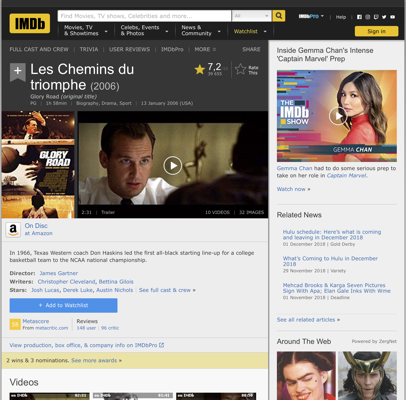 IMDb
Find Movies, TV shows, Celebrities and more...
All
Movies, TV & Showtimes
Celebs, Events & Photos
News & Community
Watchlist
IMDbPro
Help
Sign in
FULL CAST AND CREW | TRIVIA | USER REVIEWS | IMDbPro | MORE
SHARE
Les Chemins du triomphe (2006)
Glory Road (original title)
PG | 1h 58min | Biography, Drama, Sport | 13 January 2006 (USA)
7,2
Rate This
GLORY ROAD
2:31 | Trailer
10 VIDEOS | 32 IMAGES
On Disc
at Amazon
In 1966, Texas Western coach Don Haskins led the first all-black starting line-up for a college
basketball team to the NCAA national championship.
Director: James Gartner
Writers: Christopher Cleveland, Bettina Gilois
Stars: Josh Lucas, Derek Luke, Austin Nichols | See full cast & crew »
+ Add to Watchlist
Metascore
From metacritic.com
Reviews
148 user | 96 critic
View production, box office, & company info on IMDbPro
2 wins & 3 nominations. See more awards »
Videos
Inside Gemma Chan's Intense
'Captain Marvel' Prep
THE IMDb SHOW
GEMMA CHAN
Gemma Chan had to do some serious prep to
take on her role in Captain Marvel.
Watch now »
Related News
Hulu schedule: Here's what is coming
and leaving in December 2018
01 December 2018 | Gold Derby
What's Coming to Hulu in December
2018
29 November 2018 | Variety
Mehcad Brooks & Karga Seven Pictures
Sign With Apa; Elan Gale Inks With Wme
01 November 2018 | Deadline
See all related articles »
Around The Web
Powered by ZergNet